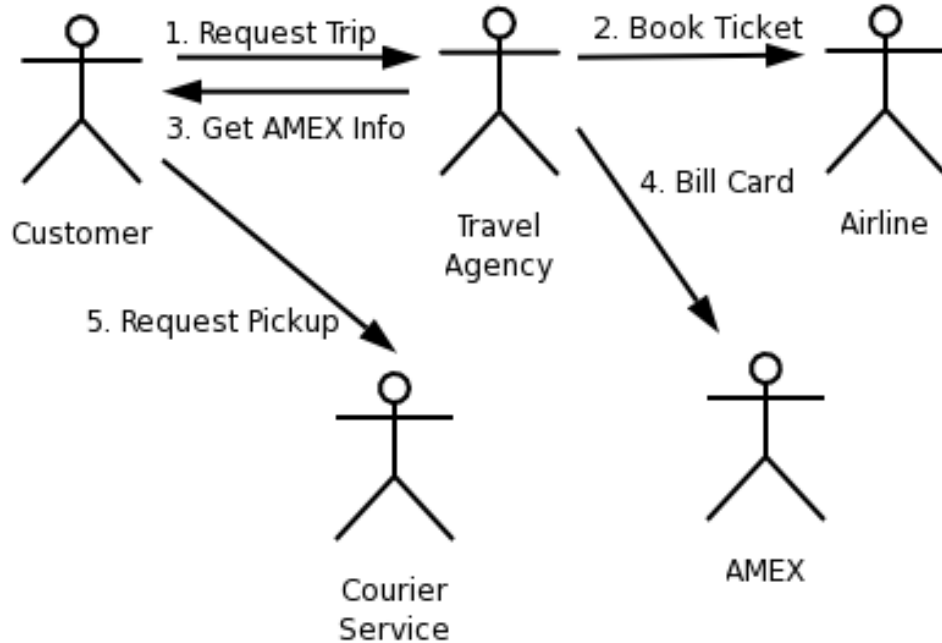 1. Request Trip
2. Book Ticket
3. Get AMEX Info
4. Bill Card
Customer
Travel
Agency
Airline
5. Request Pickup
AMEX
Courier
Service